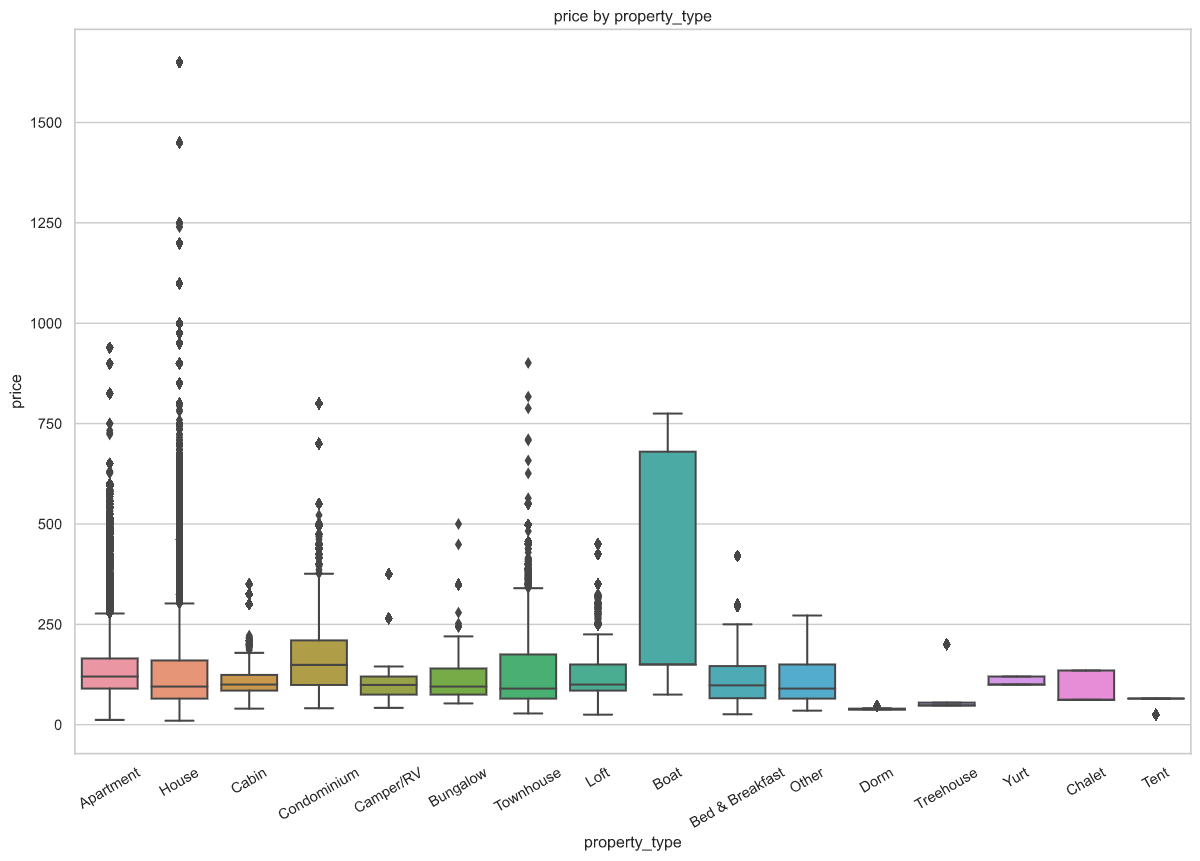 price by property_type
1500
1250
1000
750
500
250
0
price
Apartment
House
Cabin
Condominium
Camper/RV
Bungalow
Townhouse
Loft
Boat
Bed & Breakfast
Other
Dorm
Treehouse
Yurt
Chalet
Tent
property_type